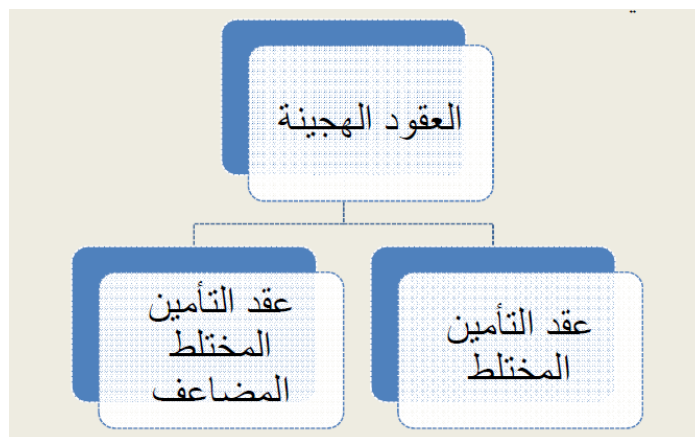 العقود الهجينة
عقد التأمين
المختلط
عقد التأمين
المختلط
المضاعف